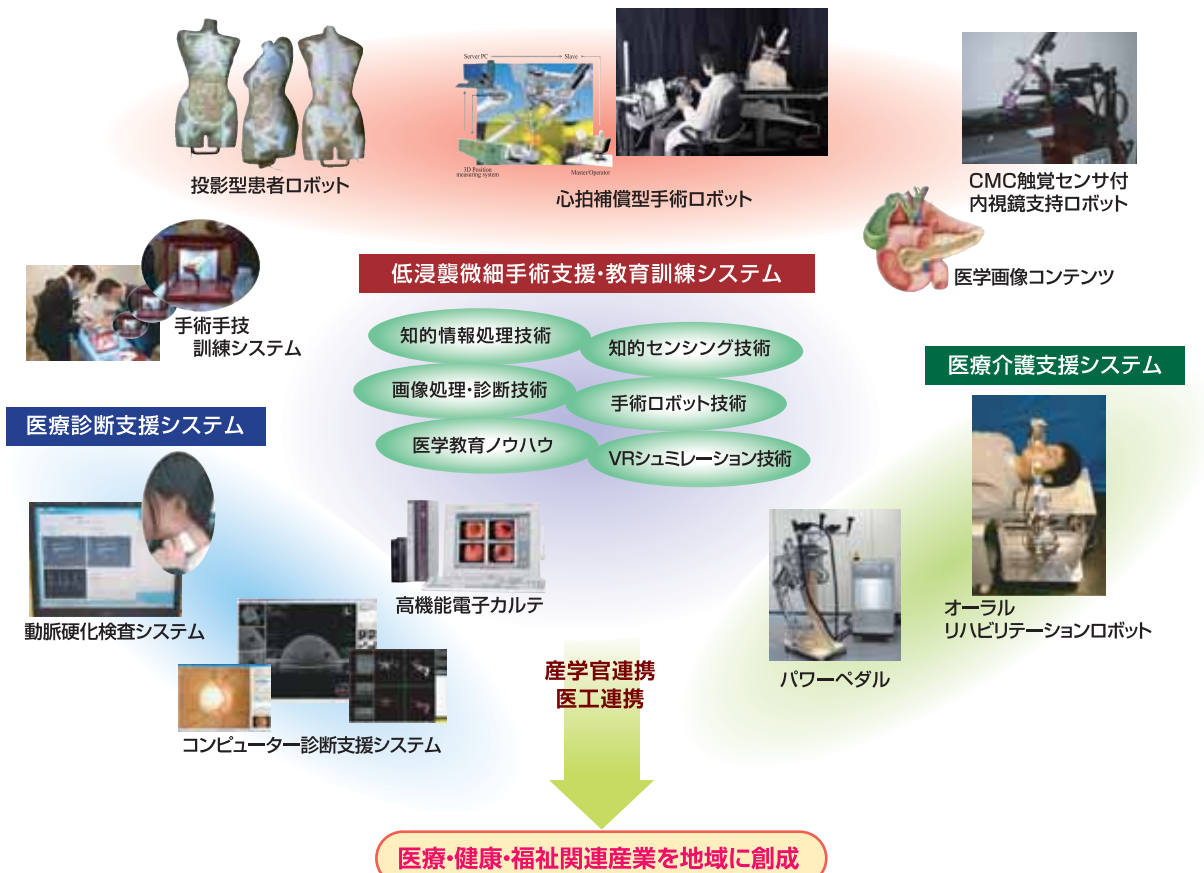 Server PC
Slave
3D Position
measuring system
Master/Operator
投影型患者ロボット
心拍補償型手術ロボット
CMC触覚センサ付
内視鏡支持ロボット
医学画像コンテンツ
手術手技
訓練システム
低浸襲微細手術支援・教育訓練システム
知的情報処理技術
知的センシング技術
画像処理・診断技術
手術ロボット技術
医学教育ノウハウ
VRシュミレーション技術
医療介護支援システム
医療診断支援システム
動脈硬化検査システム
高機能電子カルテ
コンピューター診断支援システム
オーラル
リハビリテーションロボット
パワーペダル
産学官連携
医工連携
医療・健康・福祉関連産業を地域に創成